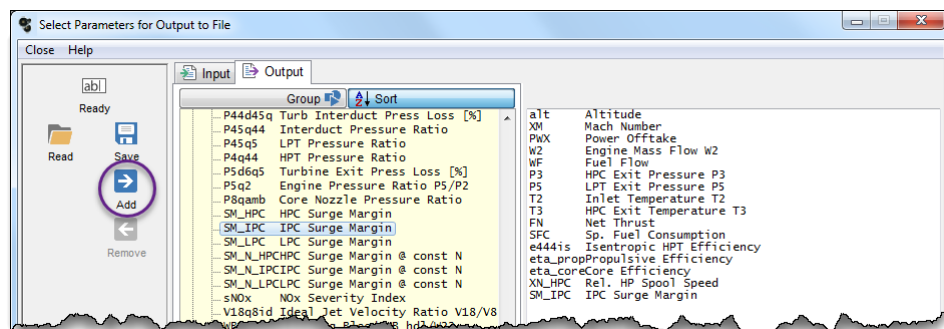 Select Parameters for Output to File
Close Help
abl
Ready
Read
Save
Add
Remove
Input
Output
Group
A Z Sort
P44d45q Turb Interduct Press Loss [%]
P45q44 Interduct Pressure Ratio
P45q5 LPT Pressure Ratio
P4q44 HPT Pressure Ratio
P5d6q5 Turbine Exit Press Loss [%]
P5q2 Engine Pressure Ratio P5/P2
P8qamb Core Nozzle Pressure Ratio
SM_HPC HPC Surge Margin
SM_IPC IPC Surge Margin
SM_LPC LPC Surge Margin
SM_N_HPCHPC Surge Margin @ const N
SM_N_IPCIPC Surge Margin @ const N
SM_N_LPCLPC Surge Margin @ const N
sNOx NOx Severity Index
V18q8id Ideal Jet Velocity Ratio V18/V8
alt Altitude
XM Mach Number
PWX Power Offtake
W2 Engine Mass Flow W2
WF Fuel Flow
P3 HPC Exit Pressure P3
P5 LPT Exit Pressure P5
T2 Inlet Temperature T2
T3 HPC Exit Temperature T3
FN Net Thrust
SFC Sp. Fuel Consumption
e444is Isentropic HPT Efficiency
eta_propPropulsive Efficiency
eta_coreCore Efficiency
XN_HPC Rel. HP Spool Speed
SM_IPC IPC Surge Margin